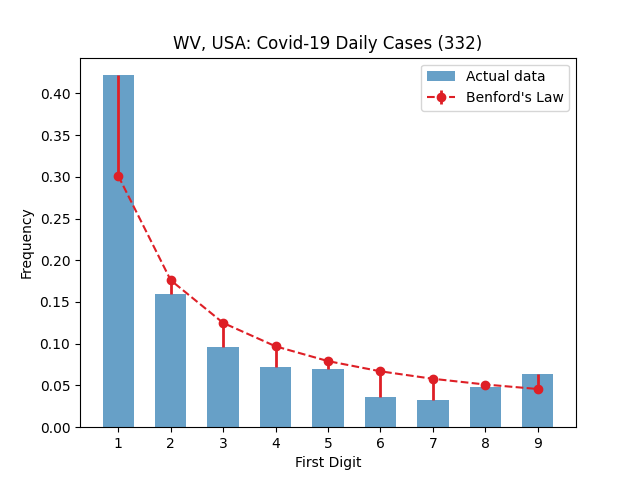 WV, USA: Covid-19 Daily Cases (332)
Actual data
Benford's Law
Frequency
0.40
0.35
0.30
0.25
0.20
0.15
0.10
0.05
0.00
1 2 3 4 5 6 7 8 9
First Digit